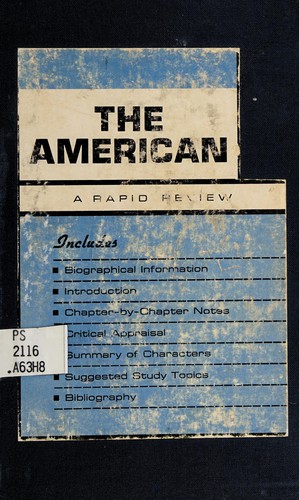 THE
AMERICAN
A RAPID REVIEW
Includes
■ Biographical Information
■ Introduction
■ Chapter-by-Chapter Notes
Critical Appraisal
Summary of Characters
■ Suggested Study Topics
■ Bibliography
PS
2116
.A63H8